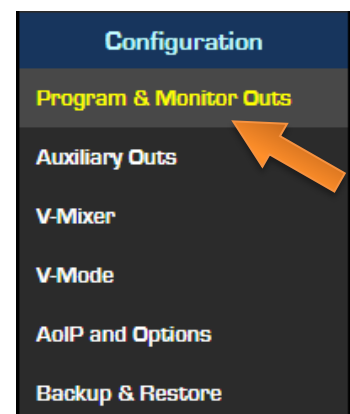 Configuration
Program & Monitor Outs
Auxiliary Outs
V-Mixer
V-Mode
AoIP and Options
Backup & Restore